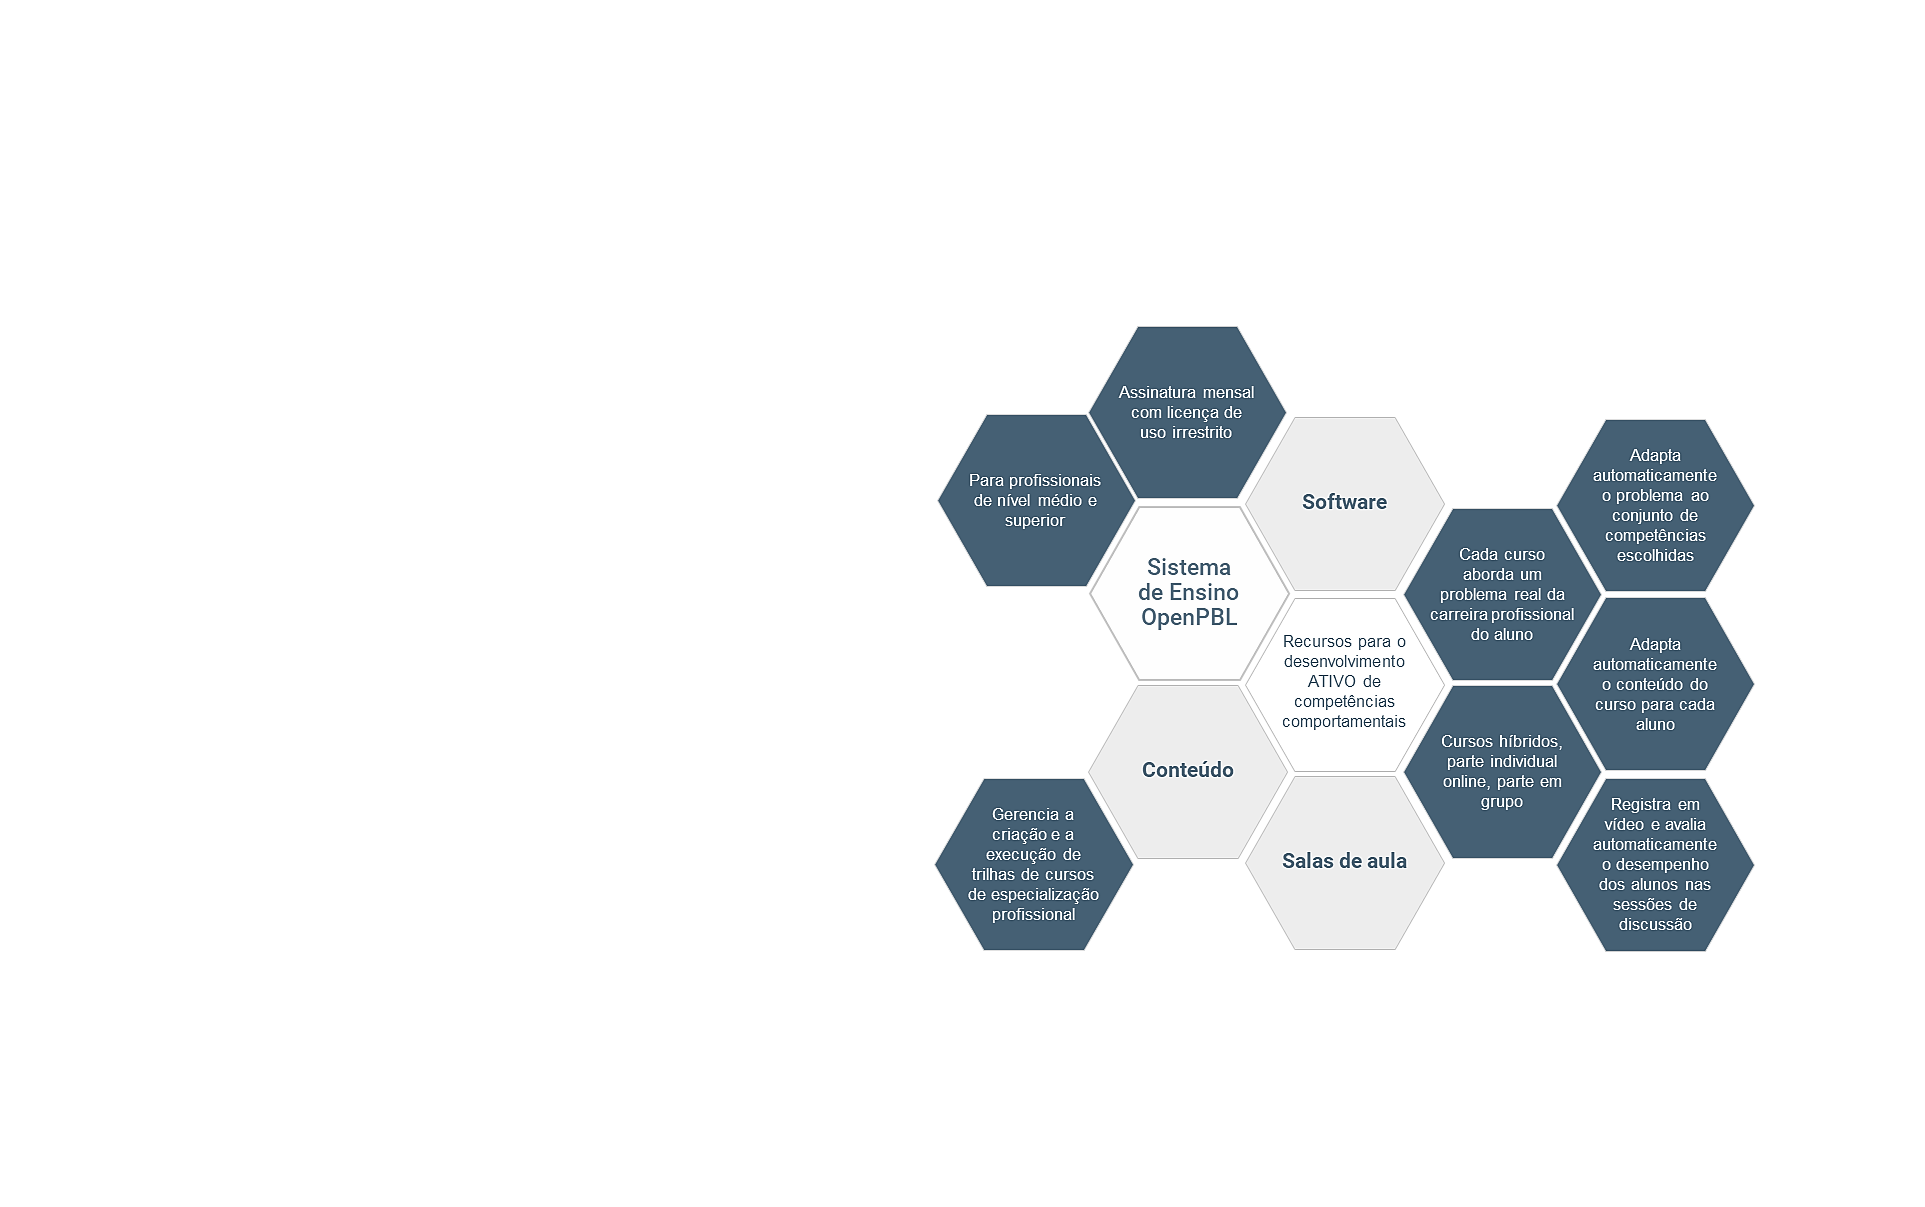 Assinatura mensal
com licença de
uso irrestrito
Para profissionais
de nível médio e
superior
Software
Sistema
de Ensino
OpenPBL
Adapta
automaticamente
o problema ao
conjunto de
competências
escolhidas
Cada curso
aborda um
problema real da
carreira profissional
do aluno
Recursos para o
desenvolvimento
ATIVO de
competências
comportamentais
Adapta
automaticamente
o conteúdo do
curso para cada
aluno
Conteúdo
Cursos híbridos,
parte individual
online, parte em
grupo
Gerencia a
criação e a
execução de
trilhas de cursos
de especialização
profissional
Salas de aula
Registra em
vídeo e avalia
automaticamente
o desempenho
dos alunos nas
sessões de
discussão